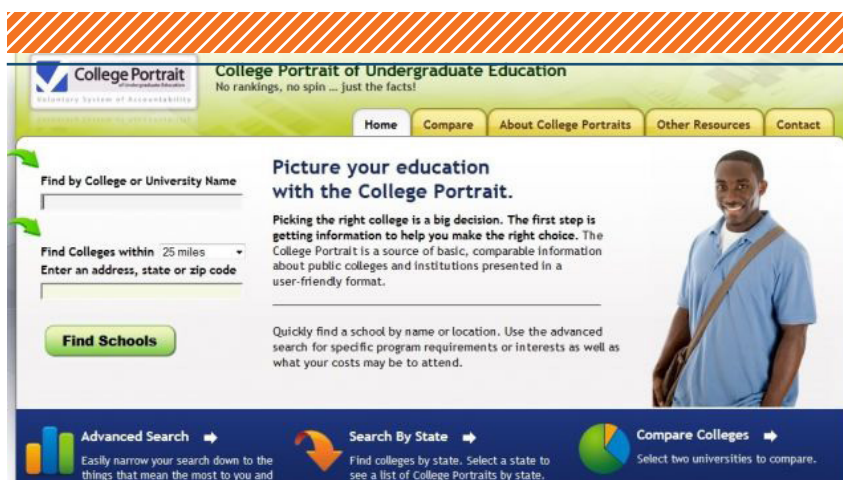 College Portrait
of Undergraduate Education
Voluntary System of Accountability
College Portrait of Undergraduate Education
No rankings, no spin ... just the facts!
Home
Compare
About College Portraits
Other Resources
Contact
Find by College or University Name
Find Colleges within 25 miles
Enter an address, state or zip code
Find Schools
Picture your education
with the College Portrait.
Picking the right college is a big decision. The first step is
getting information to help you make the right choice. The
College Portrait is a source of basic, comparable information
about public colleges and institutions presented in a
user-friendly format.
Quickly find a school by name or location. Use the advanced
search for specific program requirements or interests as well as
what your costs may be to attend.
Advanced Search
Easily narrow your search down to the
things that mean the most to you and
Search By State
Find colleges by state. Select a state to
see a list of College Portraits by state.
Compare Colleges
Select two universities to compare.